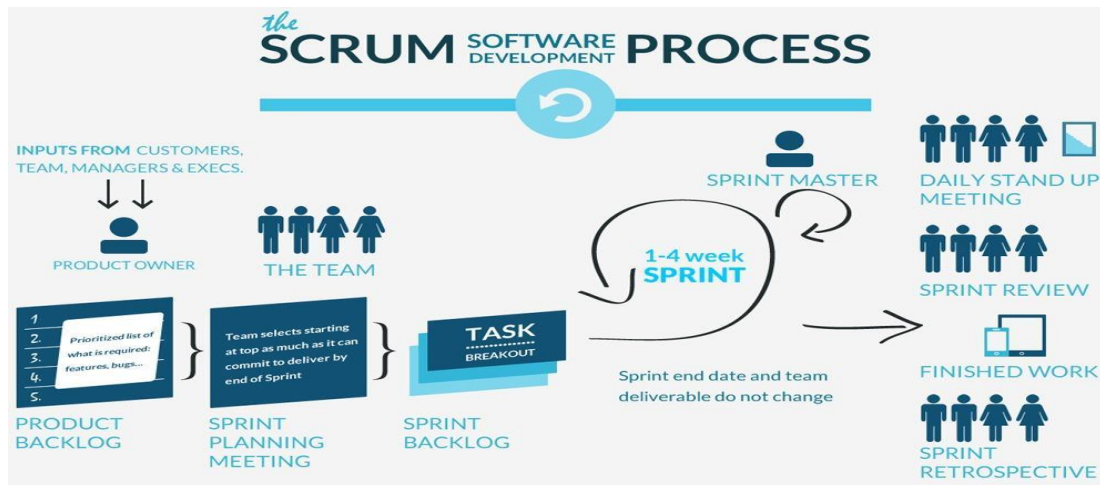 the
SCRUM SOFTWARE DEVELOPMENT PROCESS
INPUTS FROM CUSTOMERS,
TEAM, MANAGERS & EXECS.
PRODUCT OWNER
THE TEAM
1
2.
3.
4.
5.
Prioritized list of
what is required:
features, bugs...
PRODUCT
BACKLOG
Team selects starting
at top as much as it can
commit to deliver by
end of Sprint
SPRINT
PLANNING
MEETING
TASK
BREAKOUT
SPRINT
BACKLOG
SPRINT MASTER
1-4 week
SPRINT
Sprint end date and team
deliverable do not change
DAILY STAND UP
MEETING
SPRINT REVIEW
FINISHED WORK
SPRINT
RETROSPECTIVE